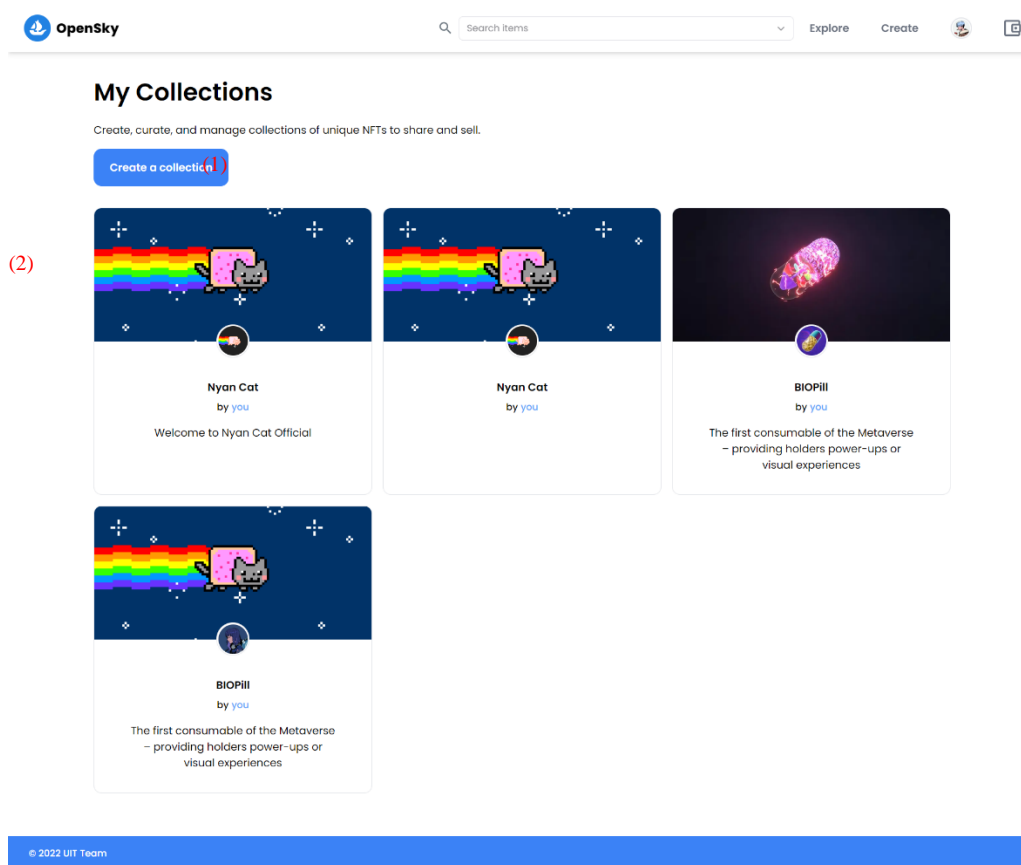 OpenSky
Search items
Explore
Create
My Collections
Create, curate, and manage collections of unique NFTs to share and sell.
Create a collection
(1)
(2)
Nyan Cat
by you
Welcome to Nyan Cat Official
Nyan Cat
by you
BIOPill
by you
The first consumable of the Metaverse
– providing holders power-ups or
visual experiences
BIOPill
by you
The first consumable of the Metaverse
– providing holders power-ups or
visual experiences
© 2022 UIT Team